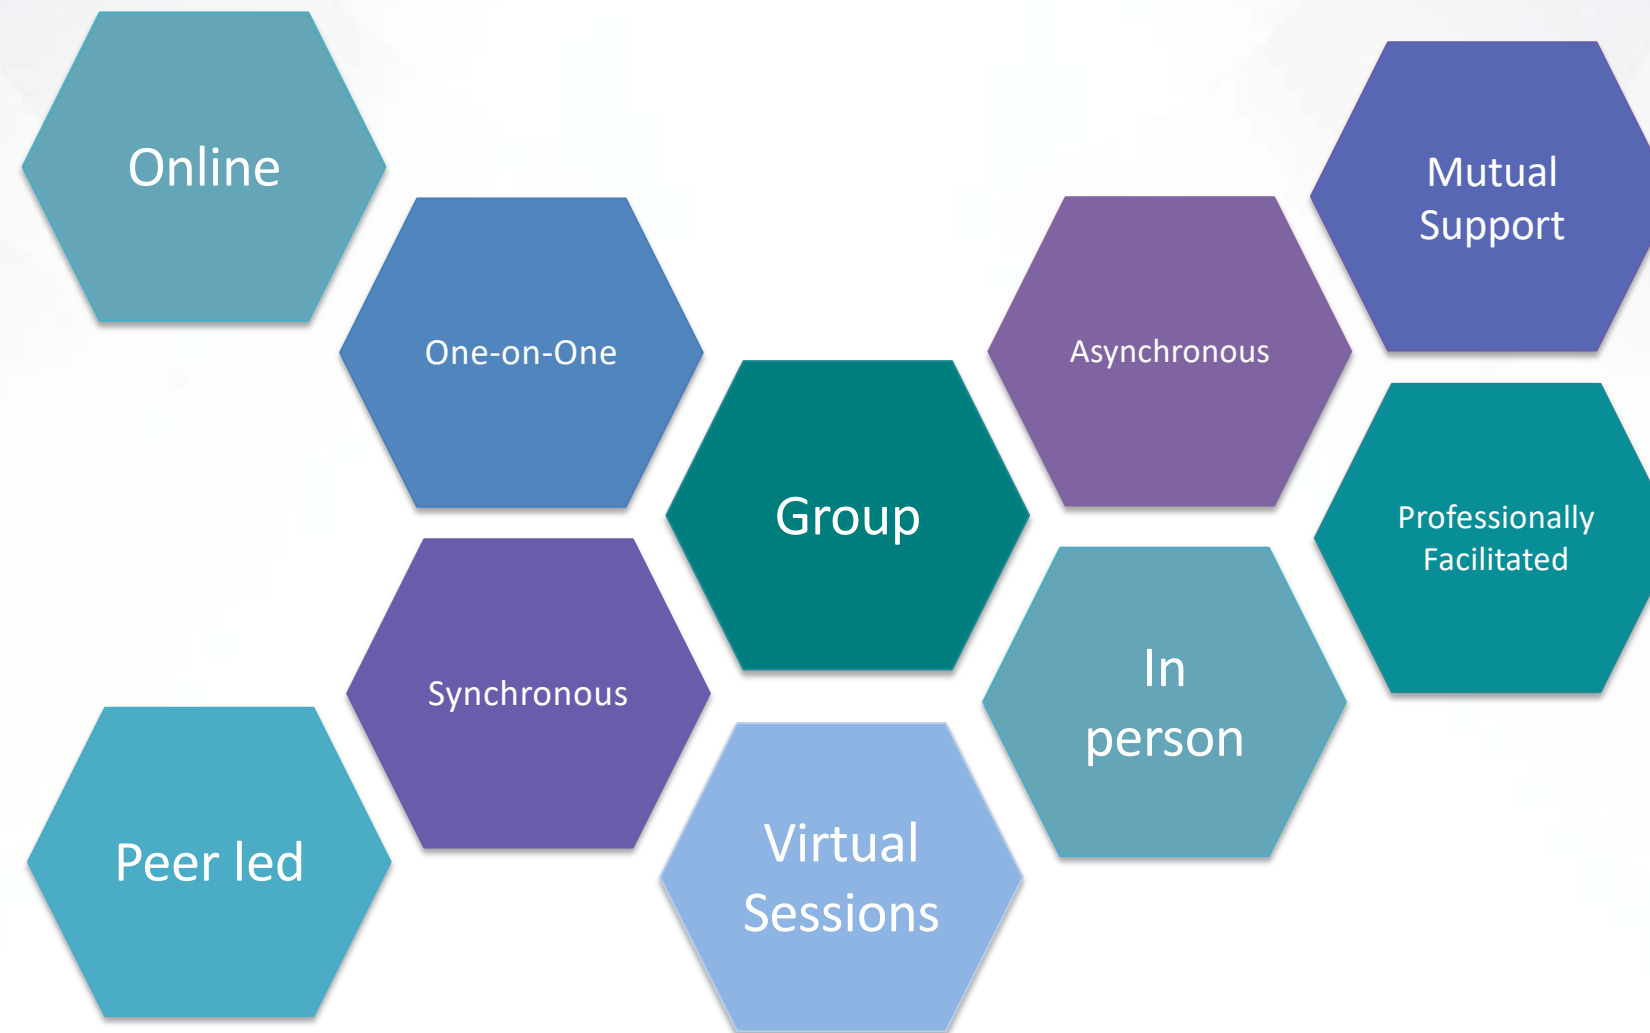 Online
One-on-One
Group
Asynchronous
Mutual
Support
Professionally
Facilitated
Synchronous
In
person
Peer led
Virtual
Sessions